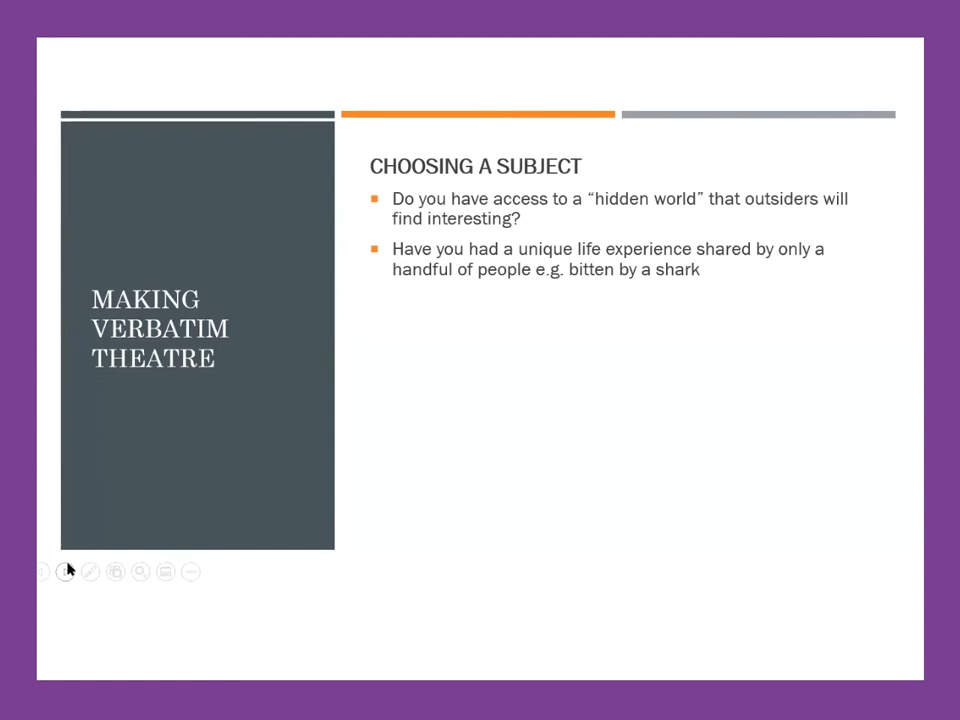 MAKING
VERBATIM
THEATRE
CHOOSING A SUBJECT
Do you have access to a “hidden world” that outsiders will
find interesting?
Have you had a unique life experience shared by only a
handful of people e.g. bitten by a shark